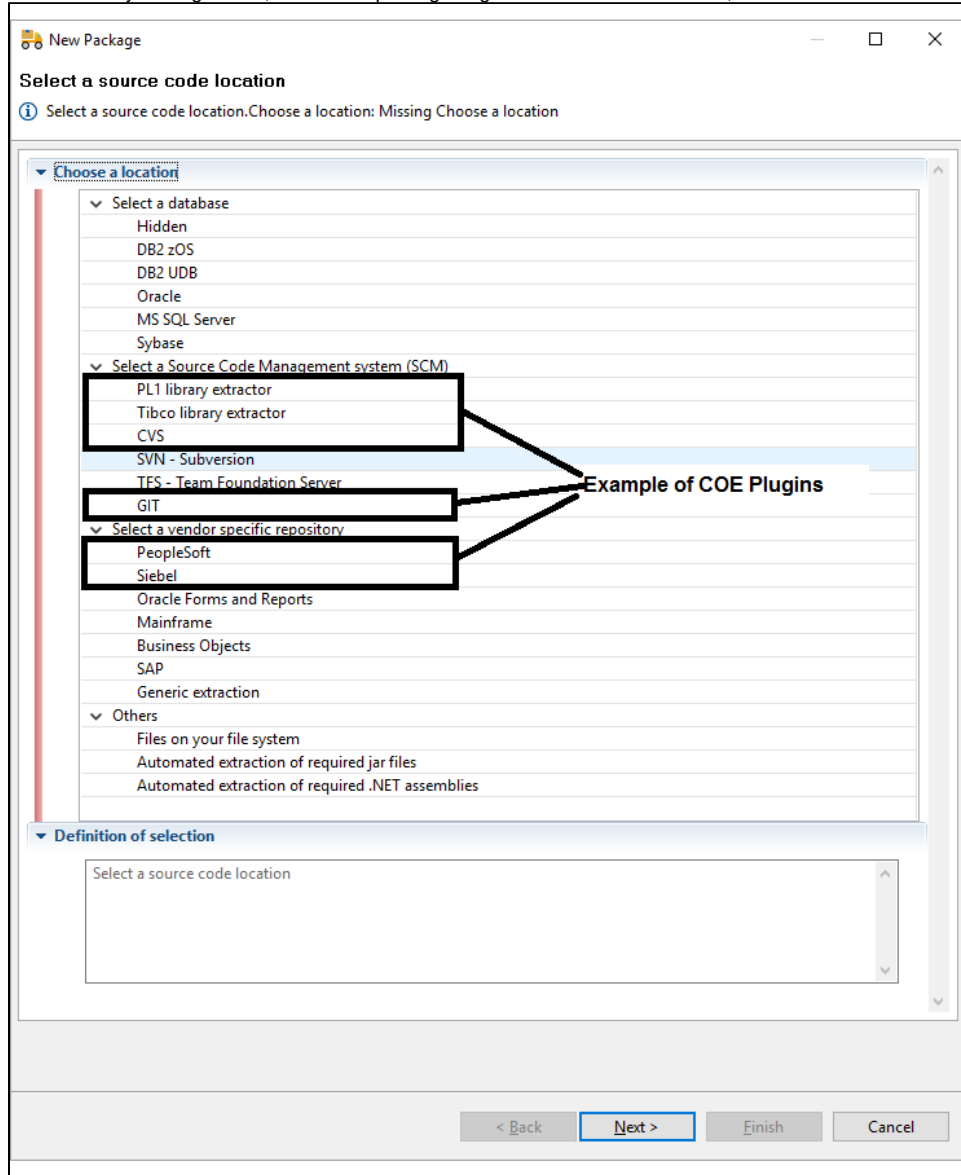 New Package
Select a source code location
Select a source code location.Choose a location: Missing Choose a location
Choose a location
Select a database
Hidden
DB2 zOS
DB2 UDB
Oracle
MS SQL Server
Sybase
Select a Source Code Management system (SCM)
PL1 library extractor
Tibco library extractor
CVS
SVN - Subversion
TFS - Team Foundation Server
Example of COE Plugins
GIT
Select a vendor specific repository
PeopleSoft
Siebel
Oracle Forms and Reports
Mainframe
Business Objects
SAP
Generic extraction
Others
Files on your file system
Automated extraction of required jar files
Automated extraction of required .NET assemblies
Definition of selection
Select a source code location
< Back Next > Finish Cancel